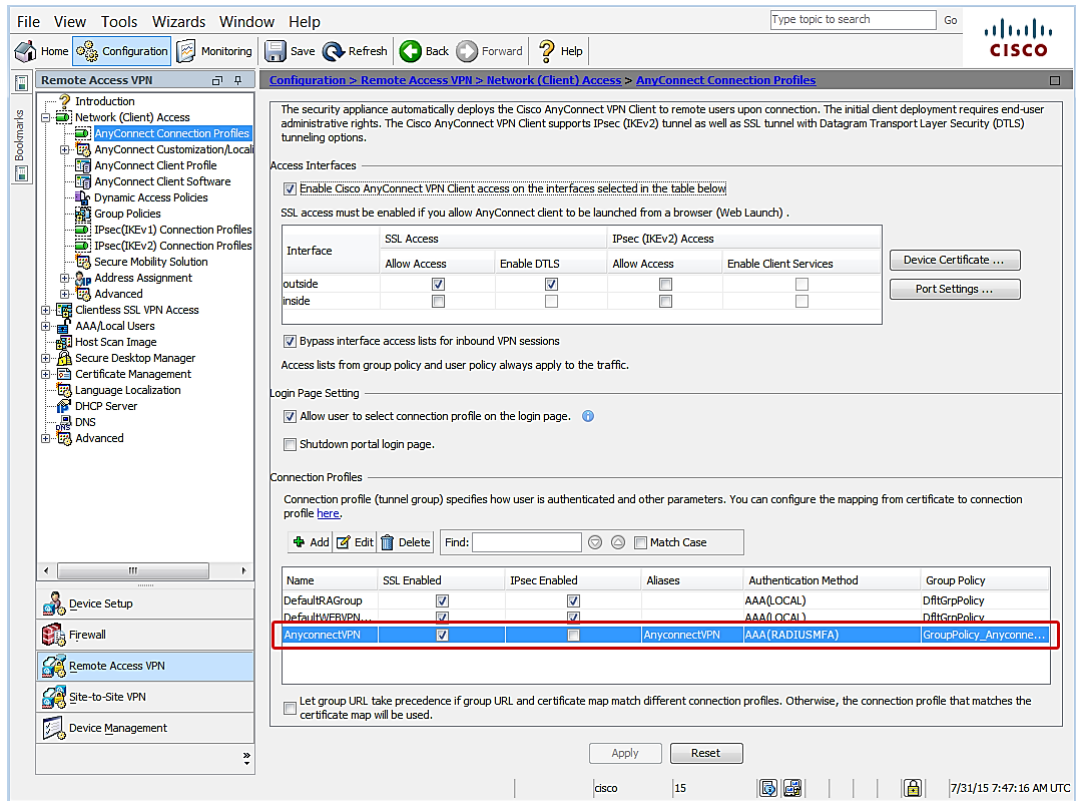 File View Tools Wizards Window Help
Type topic to search Go
CISCO
Home Configuration Monitoring Save Refresh Back Forward Help
Bookmarks
Remote Access VPN
Introduction
Network (Client) Access
AnyConnect Connection Profiles
AnyConnect Customization/Locali
AnyConnect Client Profile
AnyConnect Client Software
Dynamic Access Policies
Group Policies
IPsec(IKEv1) Connection Profiles
IPsec(IKEv2) Connection Profiles
Secure Mobility Solution
Address Assignment
Advanced
Clientless SSL VPN Access
AAA/Local Users
Host Scan Image
Secure Desktop Manager
Certificate Management
Language Localization
DHCP Server
DNS
Advanced
Device Setup
Firewall
Remote Access VPN
Site-to-Site VPN
Device Management
Configuration > Remote Access VPN > Network (Client) Access > AnyConnect Connection Profiles
The security appliance automatically deploys the Cisco AnyConnect VPN Client to remote users upon connection. The initial client deployment requires end-user
administrative rights. The Cisco AnyConnect VPN Client supports IPsec (IKEv2) tunnel as well as SSL tunnel with Datagram Transport Layer Security (DTLS)
tunneling options.
Access Interfaces
Enable Cisco AnyConnect VPN Client access on the interfaces selected in the table below
SSL access must be enabled if you allow AnyConnect client to be launched from a browser (Web Launch) .
Interface SSL Access IPsec (IKEv2) Access
Allow Access Enable DTLS Allow Access Enable Client Services
outside
inside
Device Certificate ...
Port Settings ...
Bypass interface access lists for inbound VPN sessions
Access lists from group policy and user policy always apply to the traffic.
Login Page Setting
Allow user to select connection profile on the login page.
Shutdown portal login page.
Connection Profiles
Connection profile (tunnel group) specifies how user is authenticated and other parameters. You can configure the mapping from certificate to connection
profile here.
Add Edit Delete Find: Match Case
Name SSL Enabled IPsec Enabled Aliases Authentication Method Group Policy
DefaultRAGroup AAA(LOCAL) DfltGrpPolicy
DefaultWEBVPN... AAA(LOCAL) DfltGrpPolicy
AnyconnectVPN AnyconnectVPN AAA(RADIUSMFA) GroupPolicy_Anyconne...
Let group URL take precedence if group URL and certificate map match different connection profiles. Otherwise, the connection profile that matches the
certificate map will be used.
Apply Reset
cisco 15 7/31/15 7:47:16 AM UTC